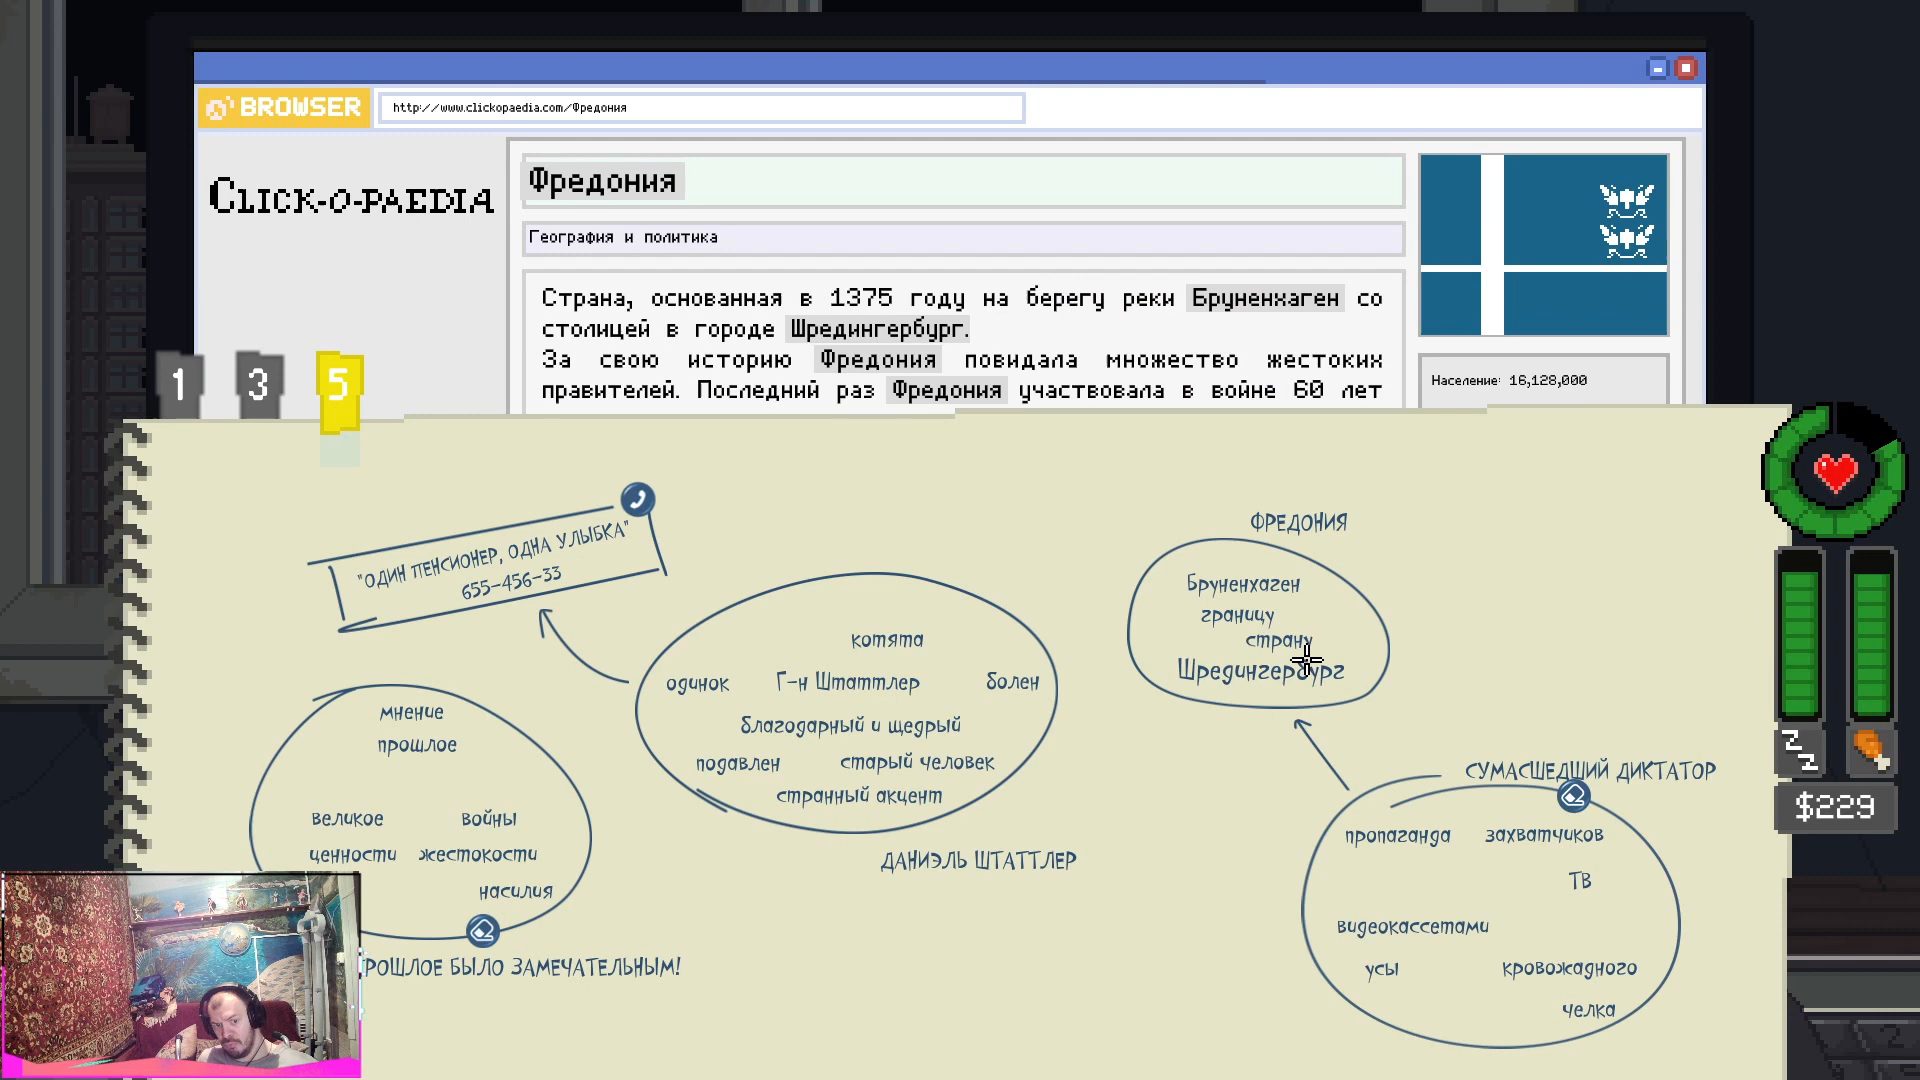 BROWSER
http://www.clickopaedia.com/Фредония
CLICK-O-PAEDIA
Фредония
География и политика
Страна, основанная в 1375 году на берегу реки Бруненхаген со
столицей в городе Шредингербург.
За свою историю Фредония повидала множество жестоких
правителей. Последний раз Фредония участвовала в войне 60 лет
Население: 16,128,000
1 3 5
"ОДИН ПЕНСИОНЕР, ОДНА УЛЫБКА"
655-456-33
ФРЕДОНИЯ
Бруненхаген
границу
страну
Шредингербург
котята
одинок Г-н Штаттлер болен
благодарный и щедрый
подавлен старый человек
странный акцент
ДАНИЭЛЬ ШТАТТЛЕР
мнение
прошлое
великое войны
ценности жестокости
насилия
РОШЛОЕ БЫЛО ЗАМЕЧАТЕЛЬНЫМ!
СУМАСШЕДШИЙ ДИКТАТОР
пропаганда захватчиков
ТВ
видеокассетами
усы кровожадного
челка
$229